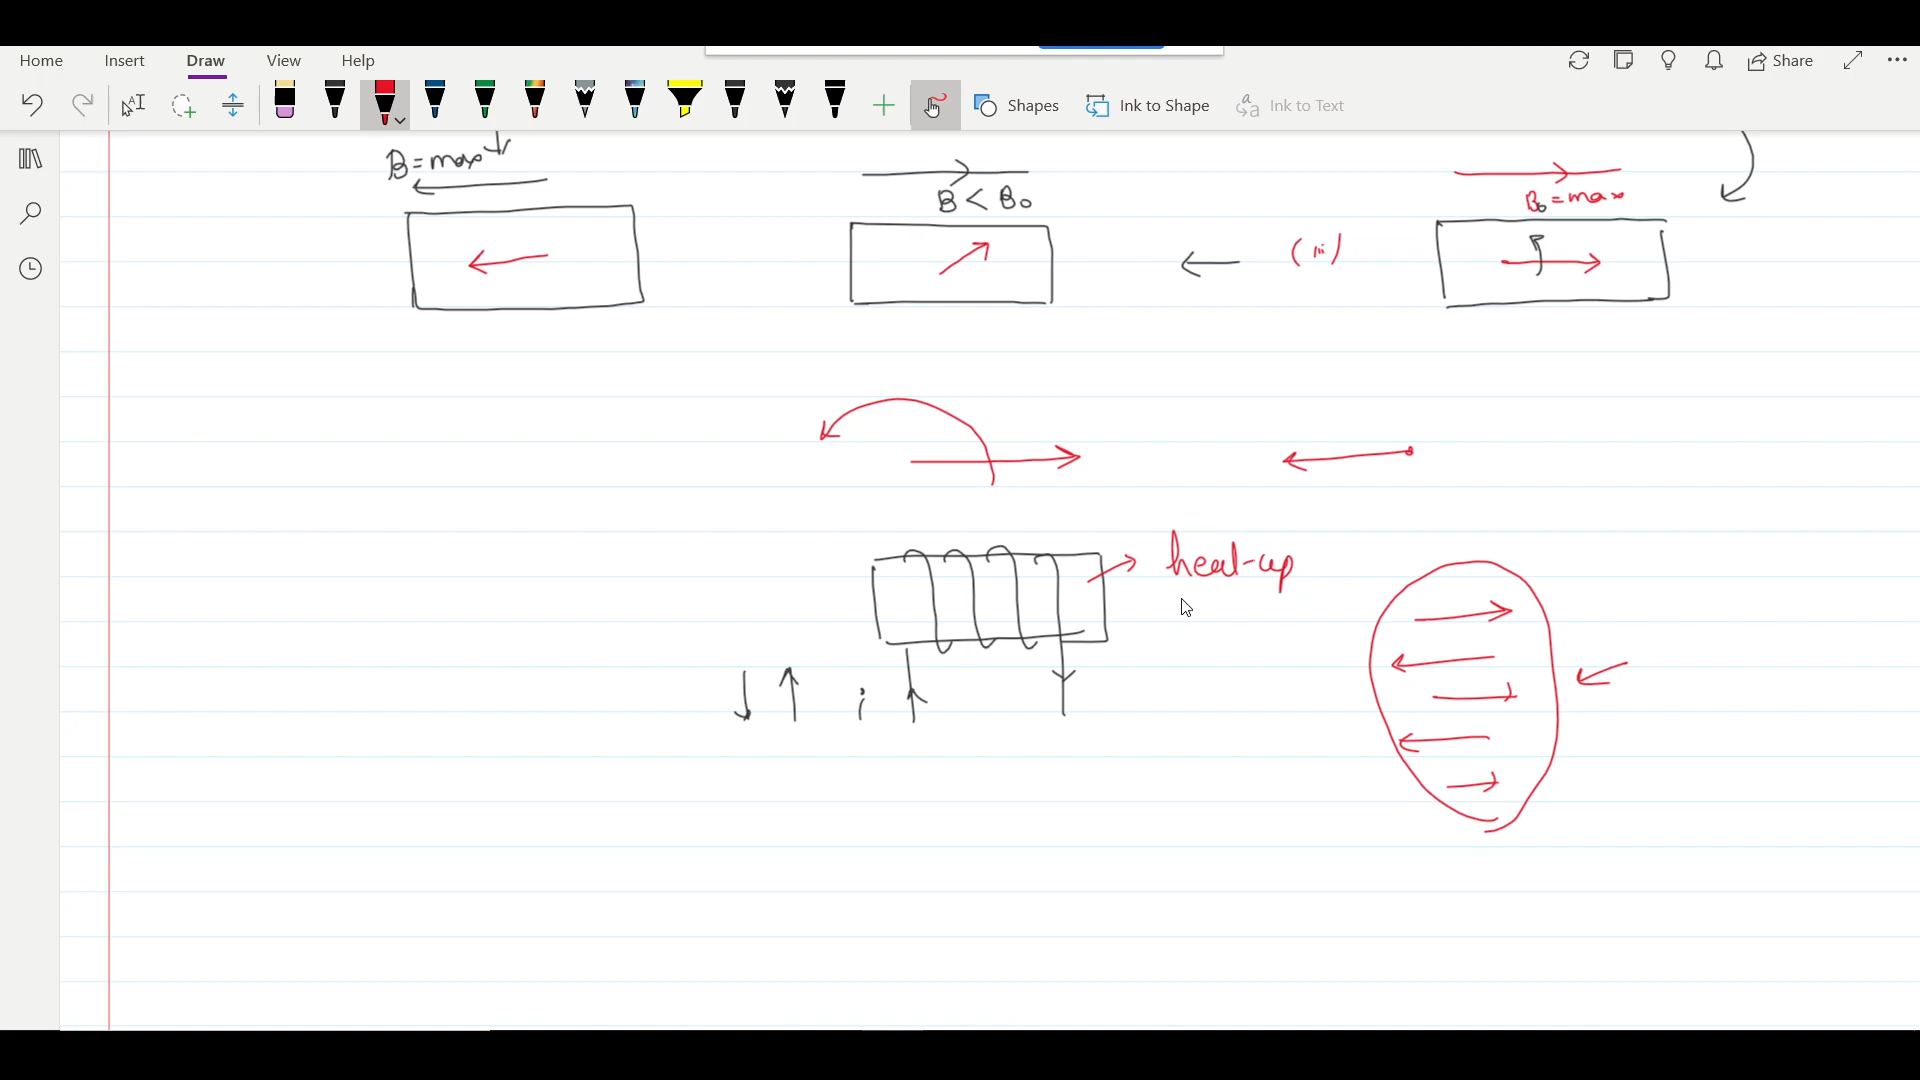 Home Insert Draw View Help Share
Shapes Ink to Shape Ink to Text
B = max
B < B₀
B₀ = max
(iii)
heat-up
i